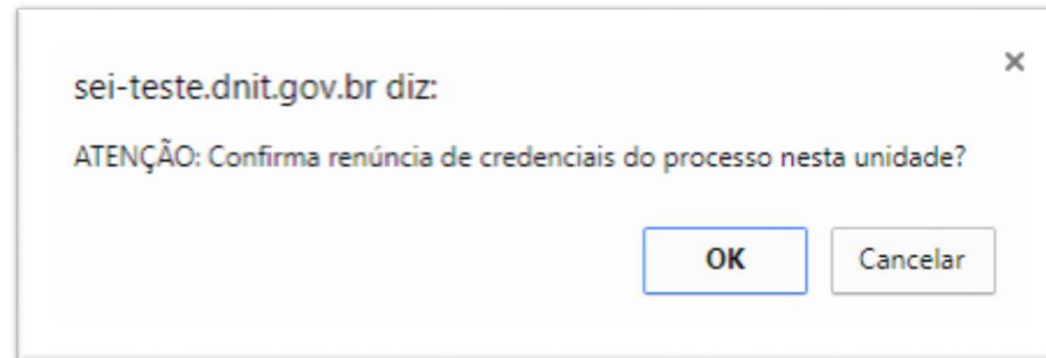 sei-teste.dnit.gov.br diz:
ATENÇÃO: Confirma renúncia de credenciais do processo nesta unidade?
OK
Cancelar